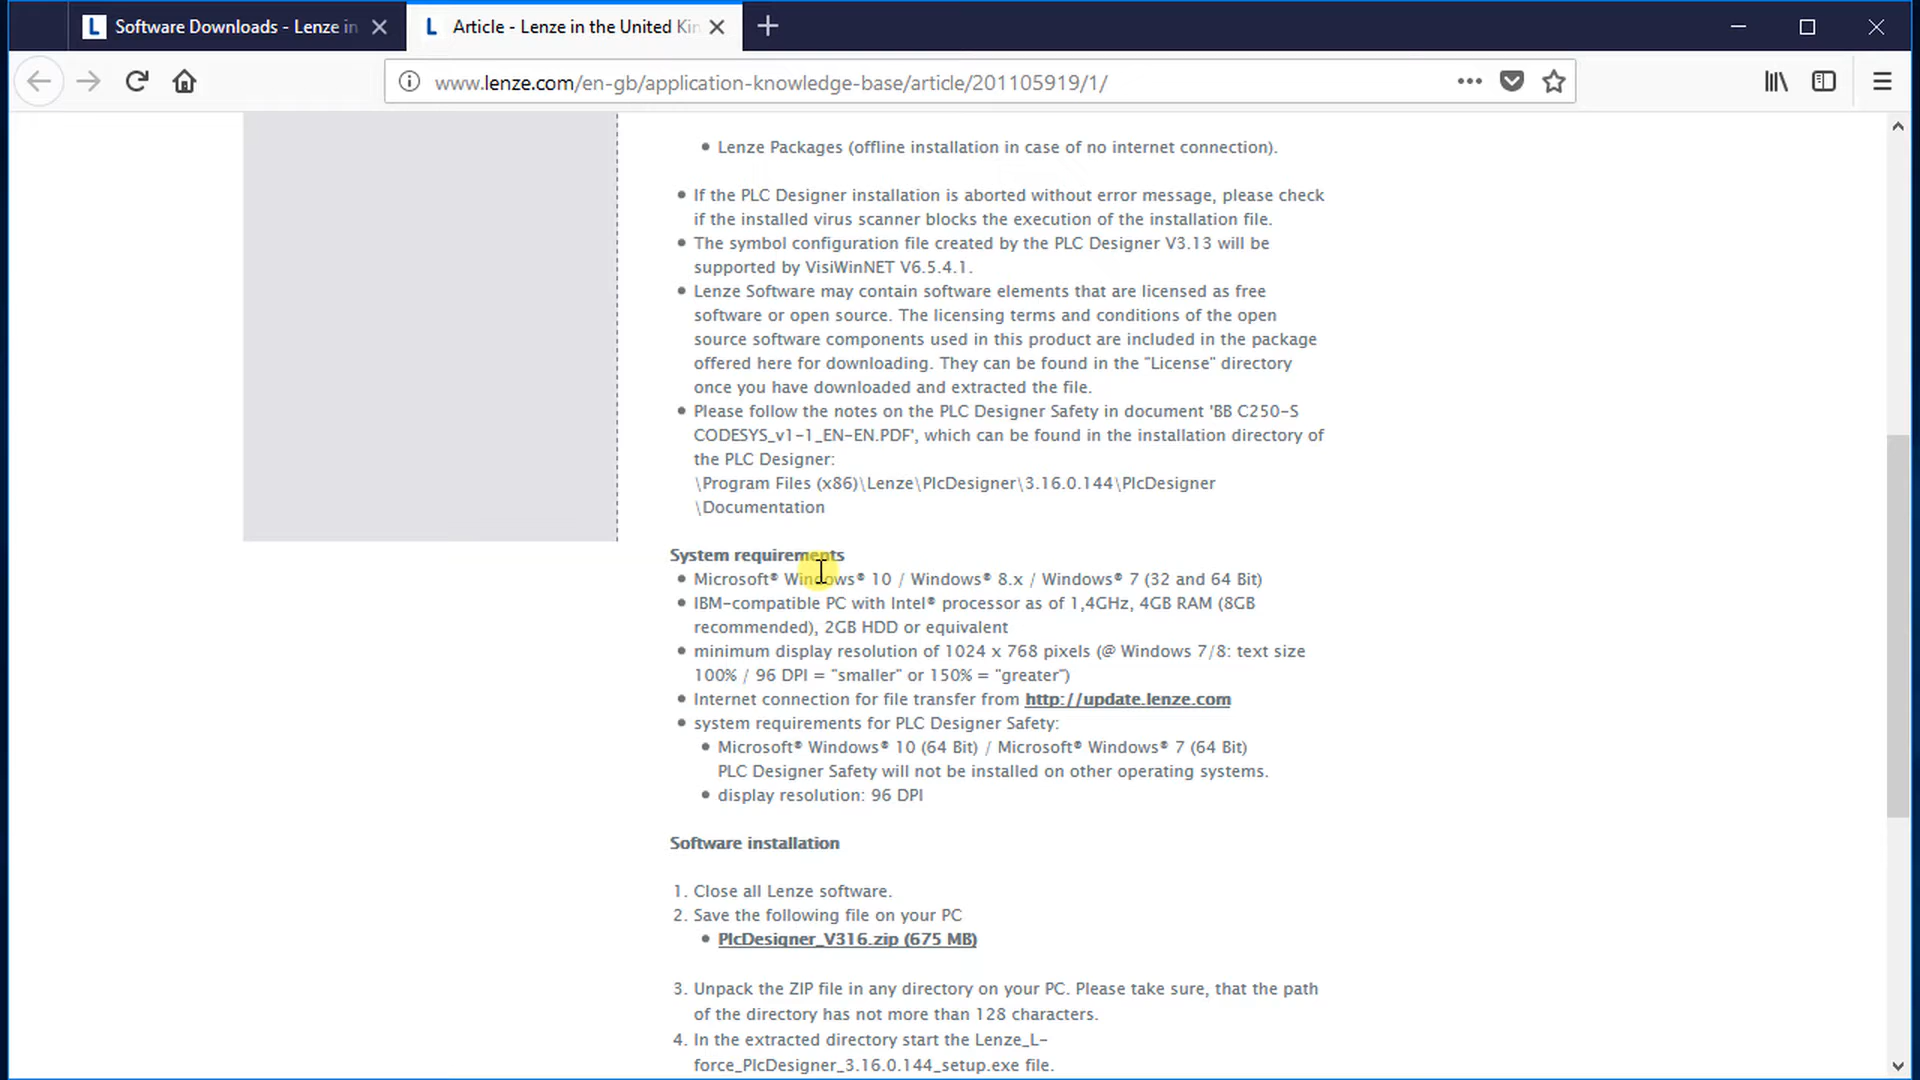 L Software Downloads - Lenze in
L Article - Lenze in the United Kin
www.lenze.com/en-gb/application-knowledge-base/article/201105919/1/
• Lenze Packages (offline installation in case of no internet connection).
• If the PLC Designer installation is aborted without error message, please check
if the installed virus scanner blocks the execution of the installation file.
• The symbol configuration file created by the PLC Designer V3.13 will be
supported by VisiWinNET V6.5.4.1.
• Lenze Software may contain software elements that are licensed as free
software or open source. The licensing terms and conditions of the open
source software components used in this product are included in the package
offered here for downloading. They can be found in the "License" directory
once you have downloaded and extracted the file.
• Please follow the notes on the PLC Designer Safety in document 'BB C250-S
CODESYS_v1-1_EN-EN.PDF', which can be found in the installation directory of
the PLC Designer:
\Program Files (x86)\Lenze\PlcDesigner\3.16.0.144\PlcDesigner
\Documentation
System requirements
• Microsoft® Windows® 10 / Windows® 8.x / Windows® 7 (32 and 64 Bit)
• IBM-compatible PC with Intel® processor as of 1,4GHz, 4GB RAM (8GB
recommended), 2GB HDD or equivalent
• minimum display resolution of 1024 x 768 pixels (@ Windows 7/8: text size
100% / 96 DPI = "smaller" or 150% = "greater")
• Internet connection for file transfer from http://update.lenze.com
• system requirements for PLC Designer Safety:
• Microsoft® Windows® 10 (64 Bit) / Microsoft® Windows® 7 (64 Bit)
PLC Designer Safety will not be installed on other operating systems.
• display resolution: 96 DPI
Software installation
1. Close all Lenze software.
2. Save the following file on your PC
• PlcDesigner_V316.zip (675 MB)
3. Unpack the ZIP file in any directory on your PC. Please take sure, that the path
of the directory has not more than 128 characters.
4. In the extracted directory start the Lenze_L-
force_PlcDesigner_3.16.0.144_setup.exe file.